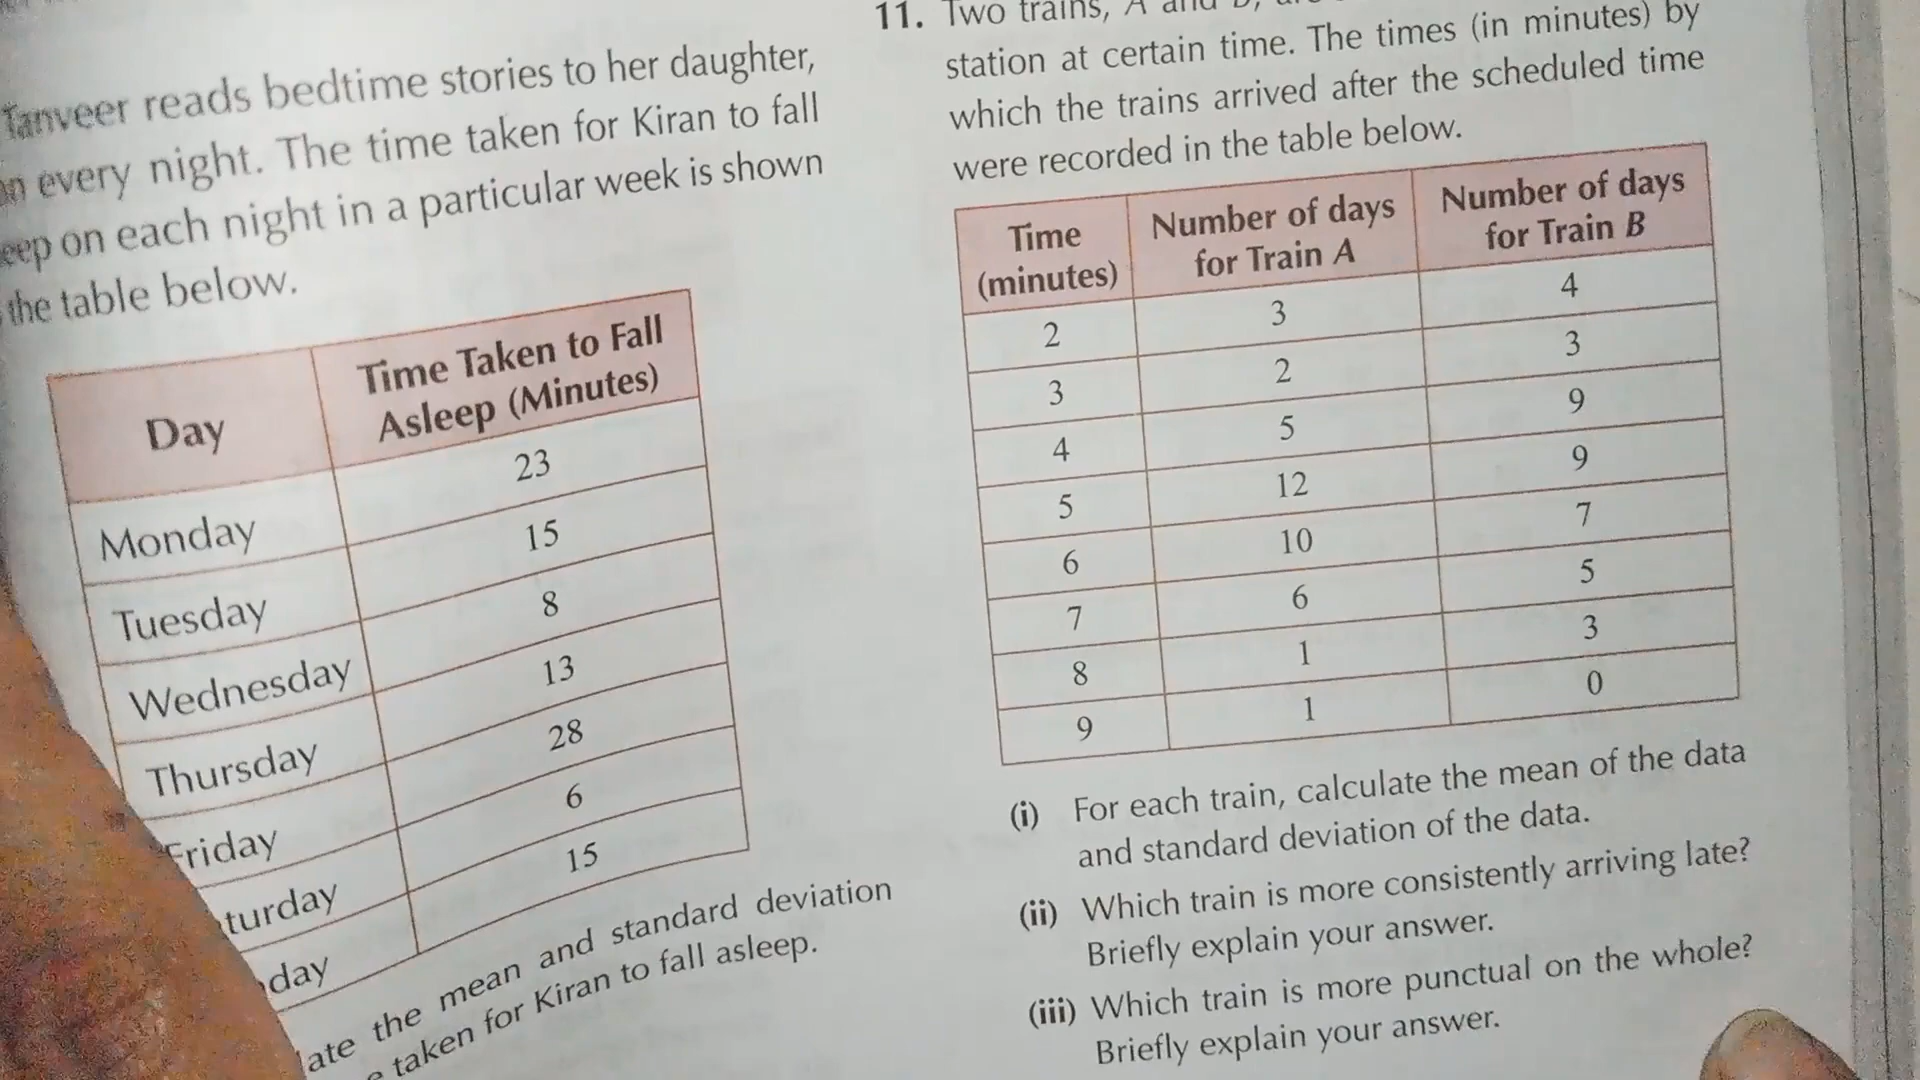 Tanveer reads bedtime stories to her daughter,
every night. The time taken for Kiran to fall
on each night in a particular week is shown
the table below.
Day
Time Taken to Fall
Asleep (Minutes)
Monday 23
Tuesday 15
Wednesday 8
Thursday 13
Friday 28
turday 6
day 15
ate the mean and standard deviation
taken for Kiran to fall asleep.
11. Two trains, A and B,
station at certain time. The times (in minutes) by
which the trains arrived after the scheduled time
were recorded in the table below.
Time
(minutes)
Number of days
for Train A
Number of days
for Train B
2 3 4
3 2 3
4 5 9
5 12 9
6 10 7
7 6 5
8 1 3
9 1 0
(i) For each train, calculate the mean of the data
and standard deviation of the data.
(ii) Which train is more consistently arriving late?
Briefly explain your answer.
(iii) Which train is more punctual on the whole?
Briefly explain your answer.